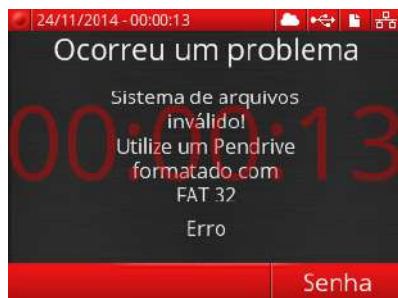 24/11/2014 - 00:00:13
Ocorreu um problema
00:00:13
Sistema de arquivos
inválido!
Utilize um Pendrive
formatado com
FAT 32
Erro
Senha